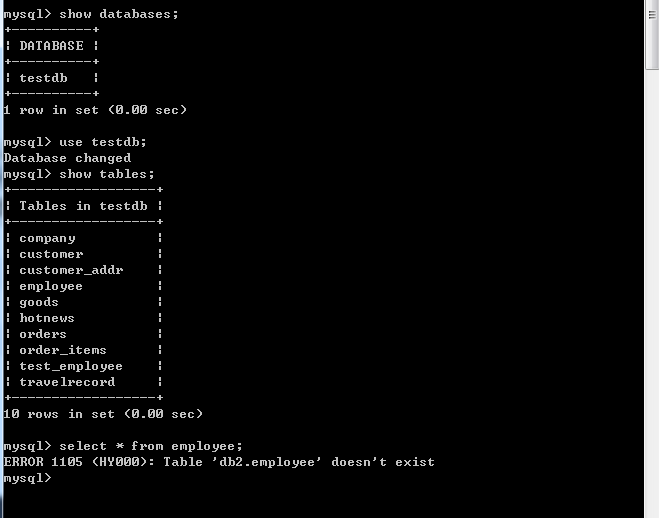 mysql> show databases;
+----------+
| DATABASE |
+----------+
| testdb   |
+----------+
1 row in set (0.00 sec)
mysql> use testdb;
Database changed
mysql> show tables;
+------------------+
| Tables in testdb |
+------------------+
| company          |
| customer         |
| customer_addr    |
| employee         |
| goods            |
| hotnews          |
| orders           |
| order_items      |
| test_employee    |
| travelrecord     |
+------------------+
10 rows in set (0.00 sec)
mysql> select * from employee;
ERROR 1105 (HY000): Table 'db2.employee' doesn't exist
mysql>